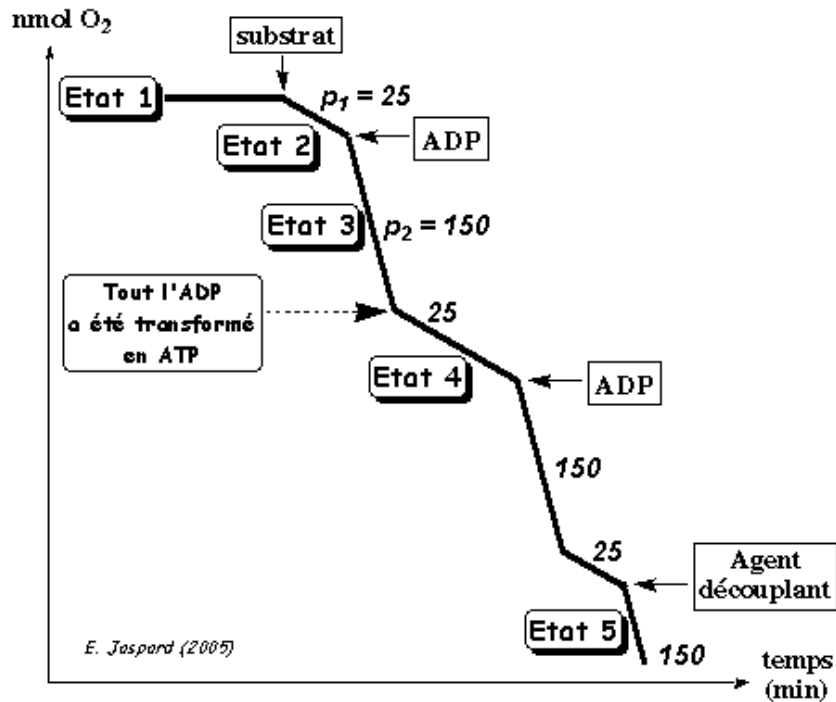 nmol O₂
substrat
Etat 1
p₁ = 25
Etat 2
ADP
Etat 3
p₂ = 150
Tout l'ADP
a été transformé
en ATP
25
Etat 4
ADP
150
25
Agent
découplant
Etat 5
150
E. Jaspard (2005)
temps
(min)